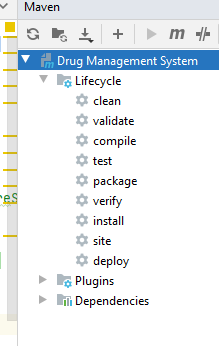 Maven
m
Drug Management System
Lifecycle
clean
validate
compile
test
package
verify
install
site
deploy
Plugins
Dependencies